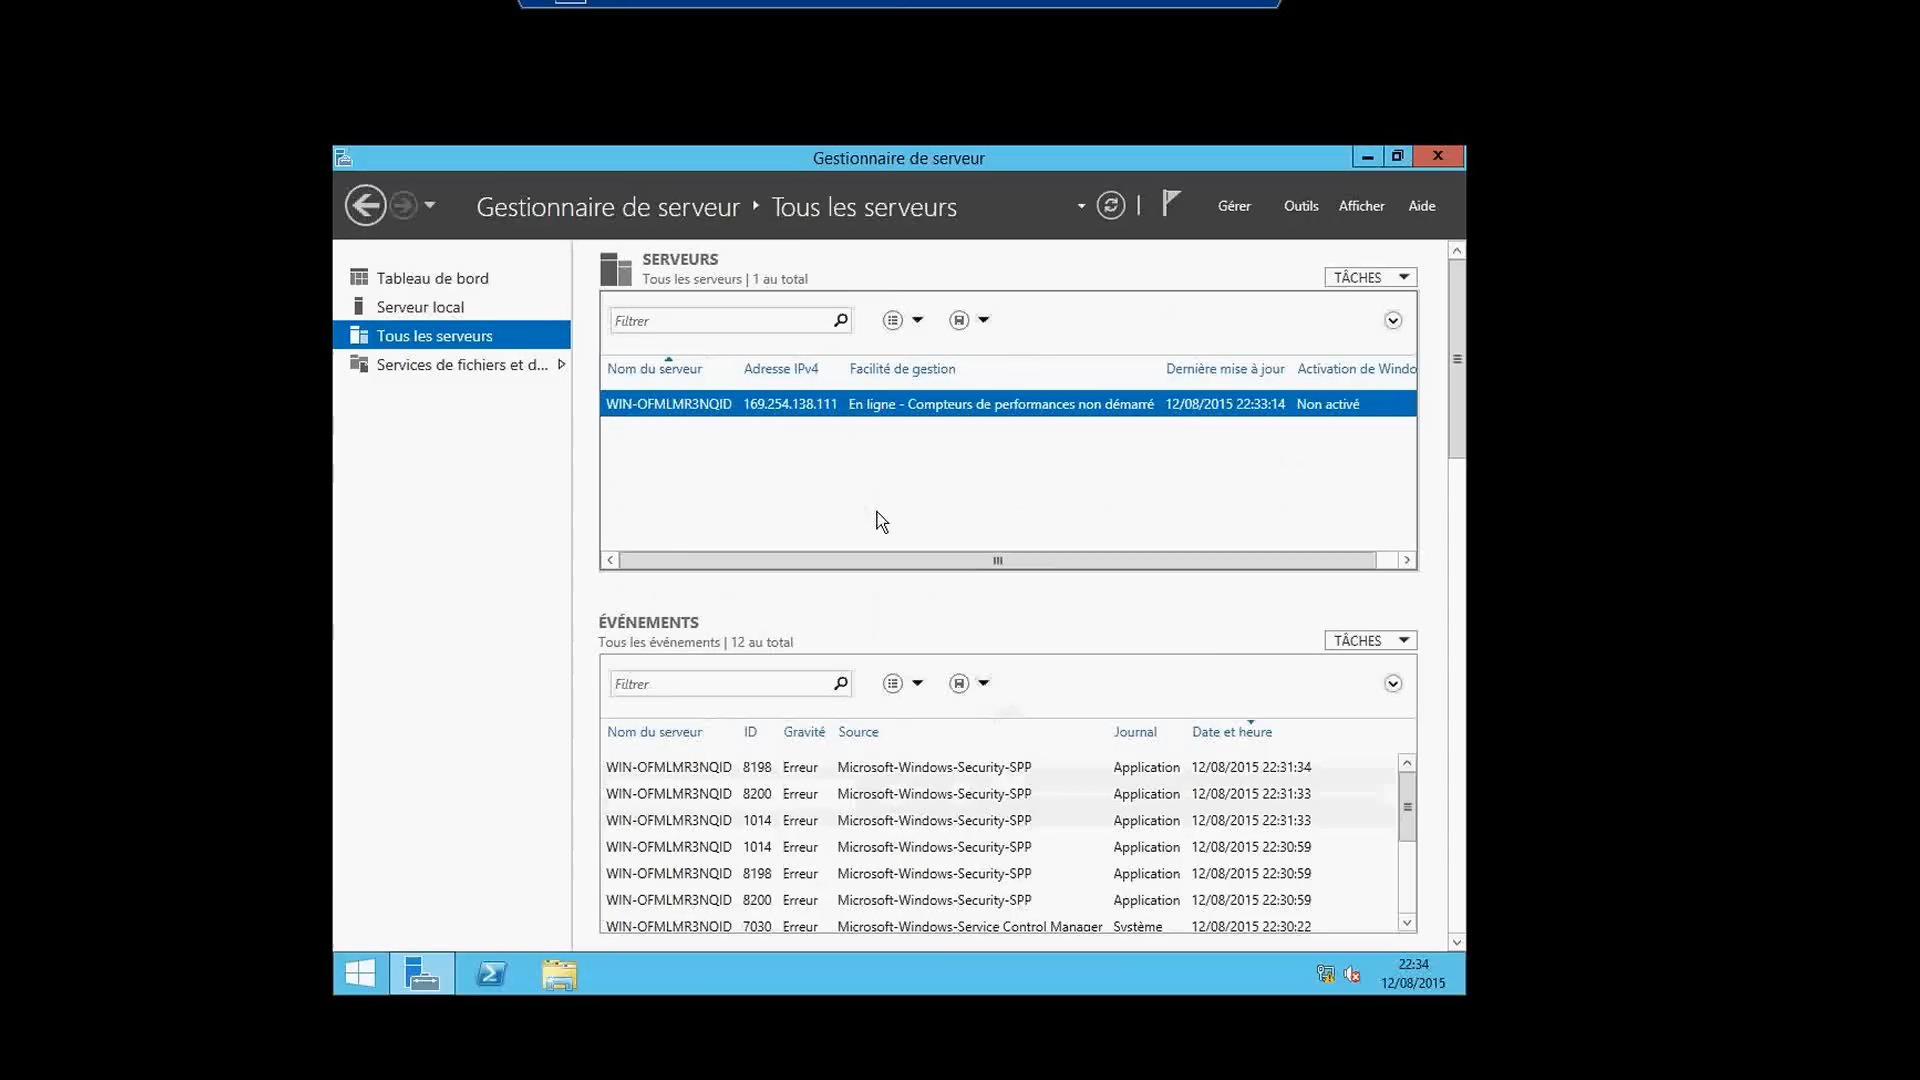 Gestionnaire de serveur
Gestionnaire de serveur ‣ Tous les serveurs
Gérer Outils Afficher Aide
Tableau de bord
Serveur local
Tous les serveurs
Services de fichiers et d...
SERVEURS
Tous les serveurs | 1 au total
TÂCHES
Filtrer
Nom du serveur Adresse IPv4 Facilité de gestion Dernière mise à jour Activation de Windo
WIN-OFMLMR3NQID 169.254.138.111 En ligne - Compteurs de performances non démarré 12/08/2015 22:33:14 Non activé
ÉVÉNEMENTS
Tous les événements | 12 au total
TÂCHES
Filtrer
Nom du serveur ID Gravité Source Journal Date et heure
WIN-OFMLMR3NQID 8198 Erreur Microsoft-Windows-Security-SPP Application 12/08/2015 22:31:34
WIN-OFMLMR3NQID 8200 Erreur Microsoft-Windows-Security-SPP Application 12/08/2015 22:31:33
WIN-OFMLMR3NQID 1014 Erreur Microsoft-Windows-Security-SPP Application 12/08/2015 22:31:33
WIN-OFMLMR3NQID 1014 Erreur Microsoft-Windows-Security-SPP Application 12/08/2015 22:30:59
WIN-OFMLMR3NQID 8198 Erreur Microsoft-Windows-Security-SPP Application 12/08/2015 22:30:59
WIN-OFMLMR3NQID 8200 Erreur Microsoft-Windows-Security-SPP Application 12/08/2015 22:30:59
WIN-OFMLMR3NQID 7030 Erreur Microsoft-Windows-Service Control Manager Système 12/08/2015 22:30:22
22:34
12/08/2015